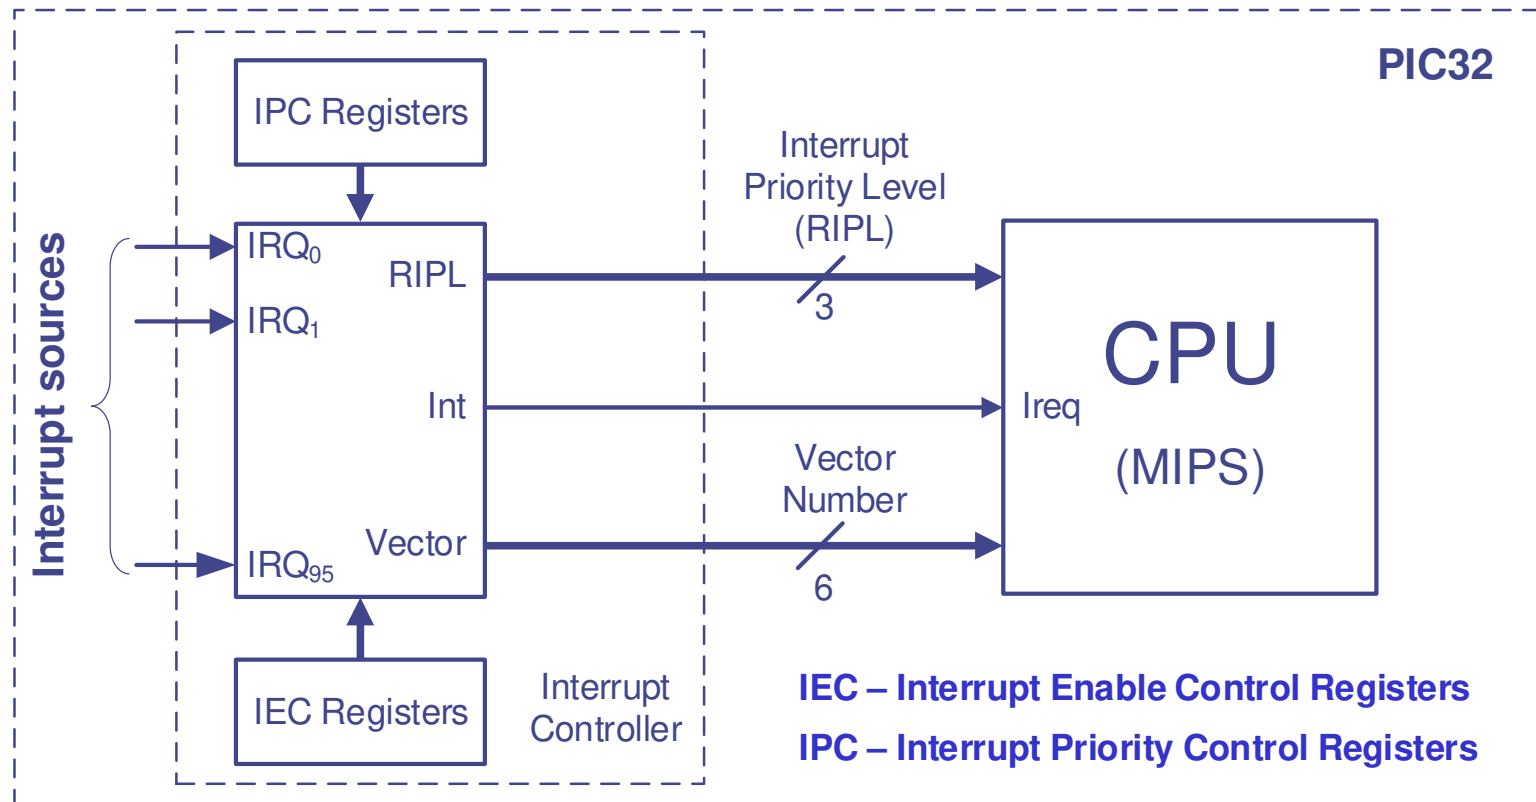 PIC32
IPC Registers
Interrupt
Priority Level
(RIPL)
3
Interrupt sources
IRQ0
IRQ1
IRQ95
RIPL
Int
Vector
Vector
Number
6
Ireq
CPU
(MIPS)
IEC Registers
Interrupt
Controller
IEC – Interrupt Enable Control Registers
IPC – Interrupt Priority Control Registers